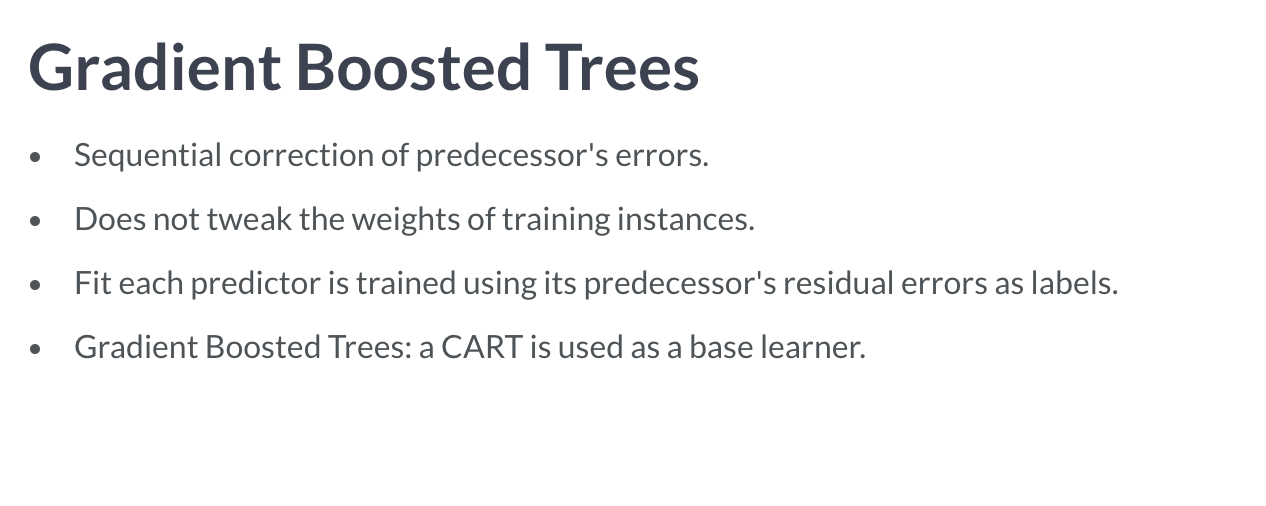 Gradient Boosted Trees
• Sequential correction of predecessor's errors.
• Does not tweak the weights of training instances.
• Fit each predictor is trained using its predecessor's residual errors as labels.
• Gradient Boosted Trees: a CART is used as a base learner.